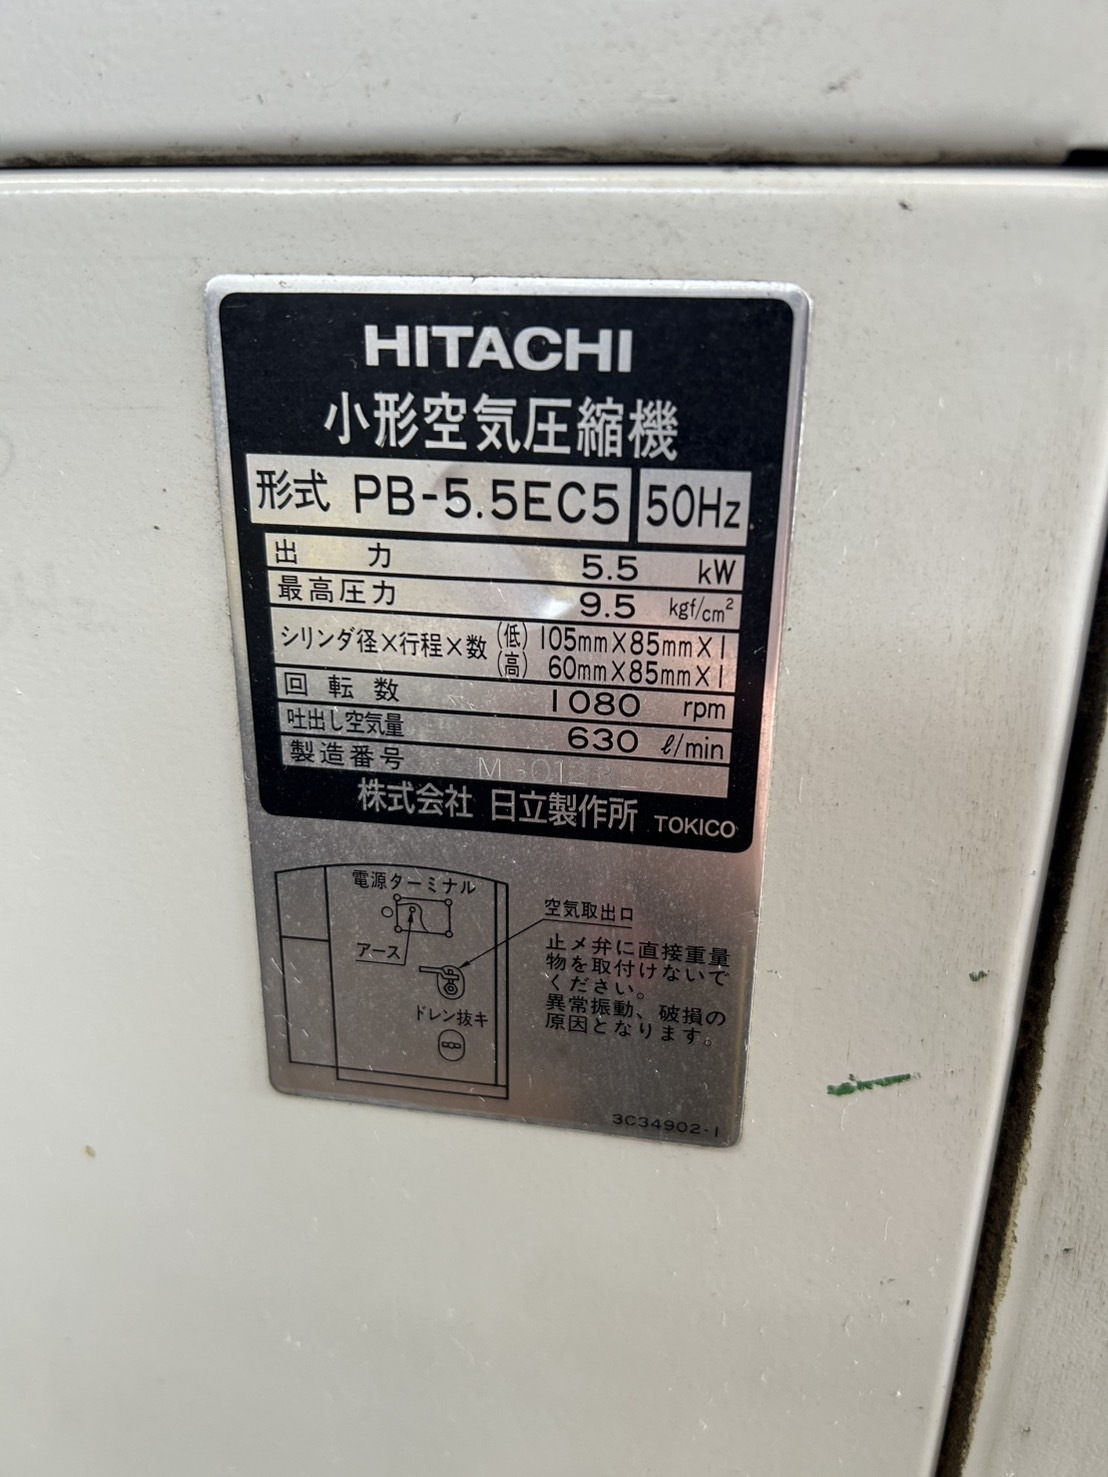 HITACHI
小形空気圧縮機
形式 PB-5.5EC5 50Hz
出力 5.5 kW
最高圧力 9.5 kgf/cm²
シリンダ径×行程×数 (低) 105mm×85mm×1
(高) 60mm×85mm×1
回転数 1080 rpm
吐出し空気量 630 ℓ/min
製造番号
株式会社 日立製作所 TOKICO
電源ターミナル
アース
空気取出口
ドレン抜キ
止メ弁に直接重量
物を取付けないで
ください。
異常振動、破損の
原因となります。
3C34902-1